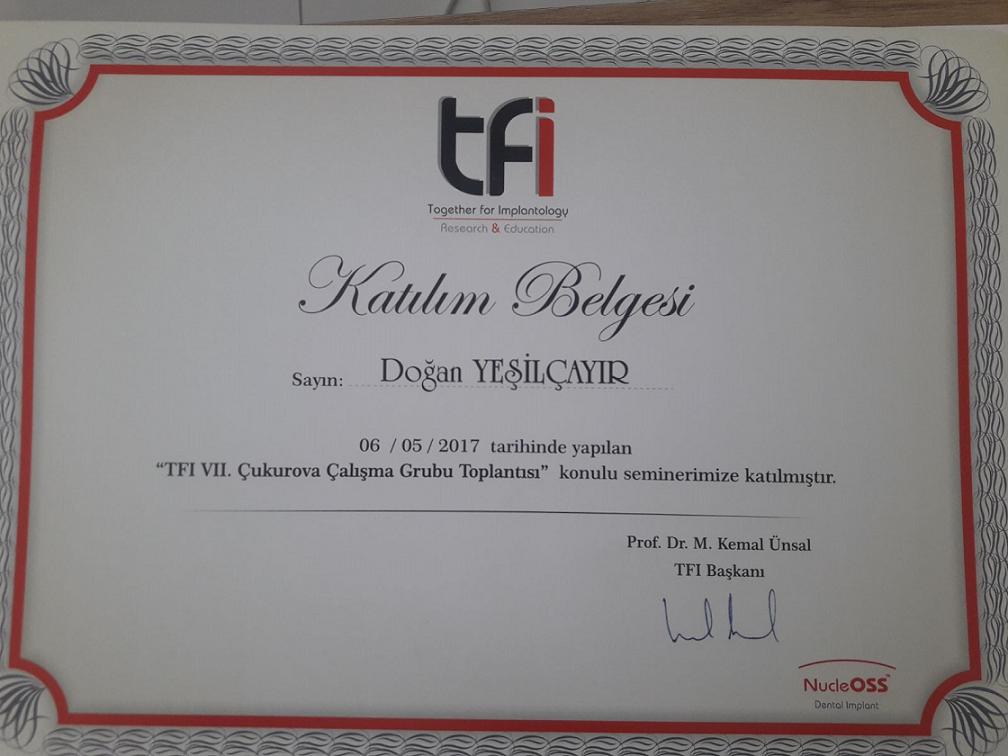 tfi
Together for Implantology
Research & Education
Katılım Belgesi
Sayın: Doğan YEŞİLÇAYIR
06 / 05 / 2017 tarihinde yapılan
“TFI VII. Çukurova Çalışma Grubu Toplantısı” konulu seminerimize katılmıştır.
Prof. Dr. M. Kemal Ünsal
TFI Başkanı
NucleOSS™
Dental Implant